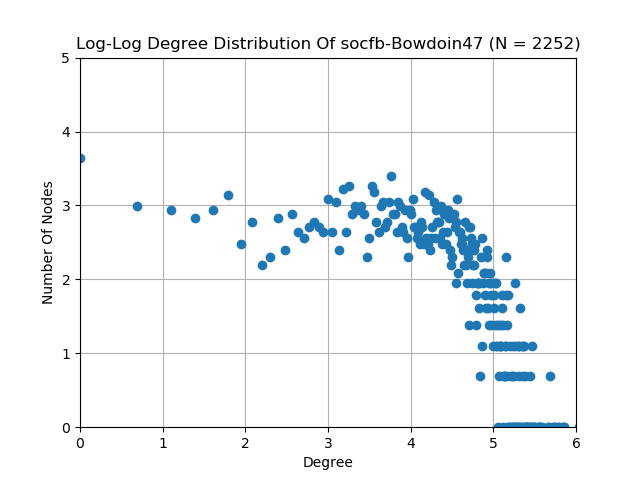 Log-Log Degree Distribution Of socfb-Bowdoin47 (N = 2252)
5
4
3
2
1
0
Number Of Nodes
0 1 2 3 4 5 6
Degree